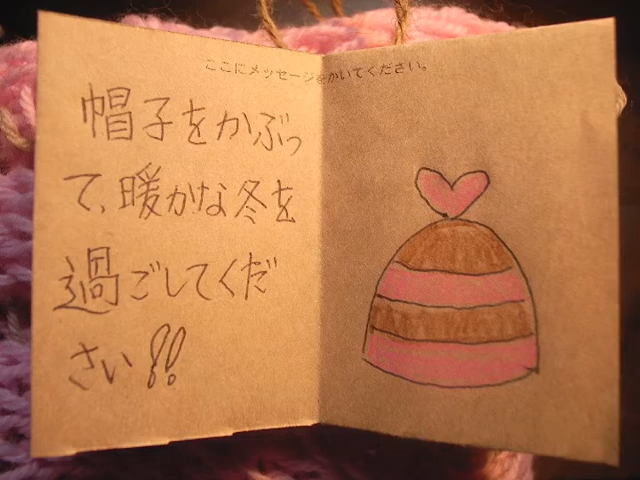 ここにメッセージをかいてください。
帽子をかぶっ
て、暖かな冬を
過ごしてくだ
さい!!